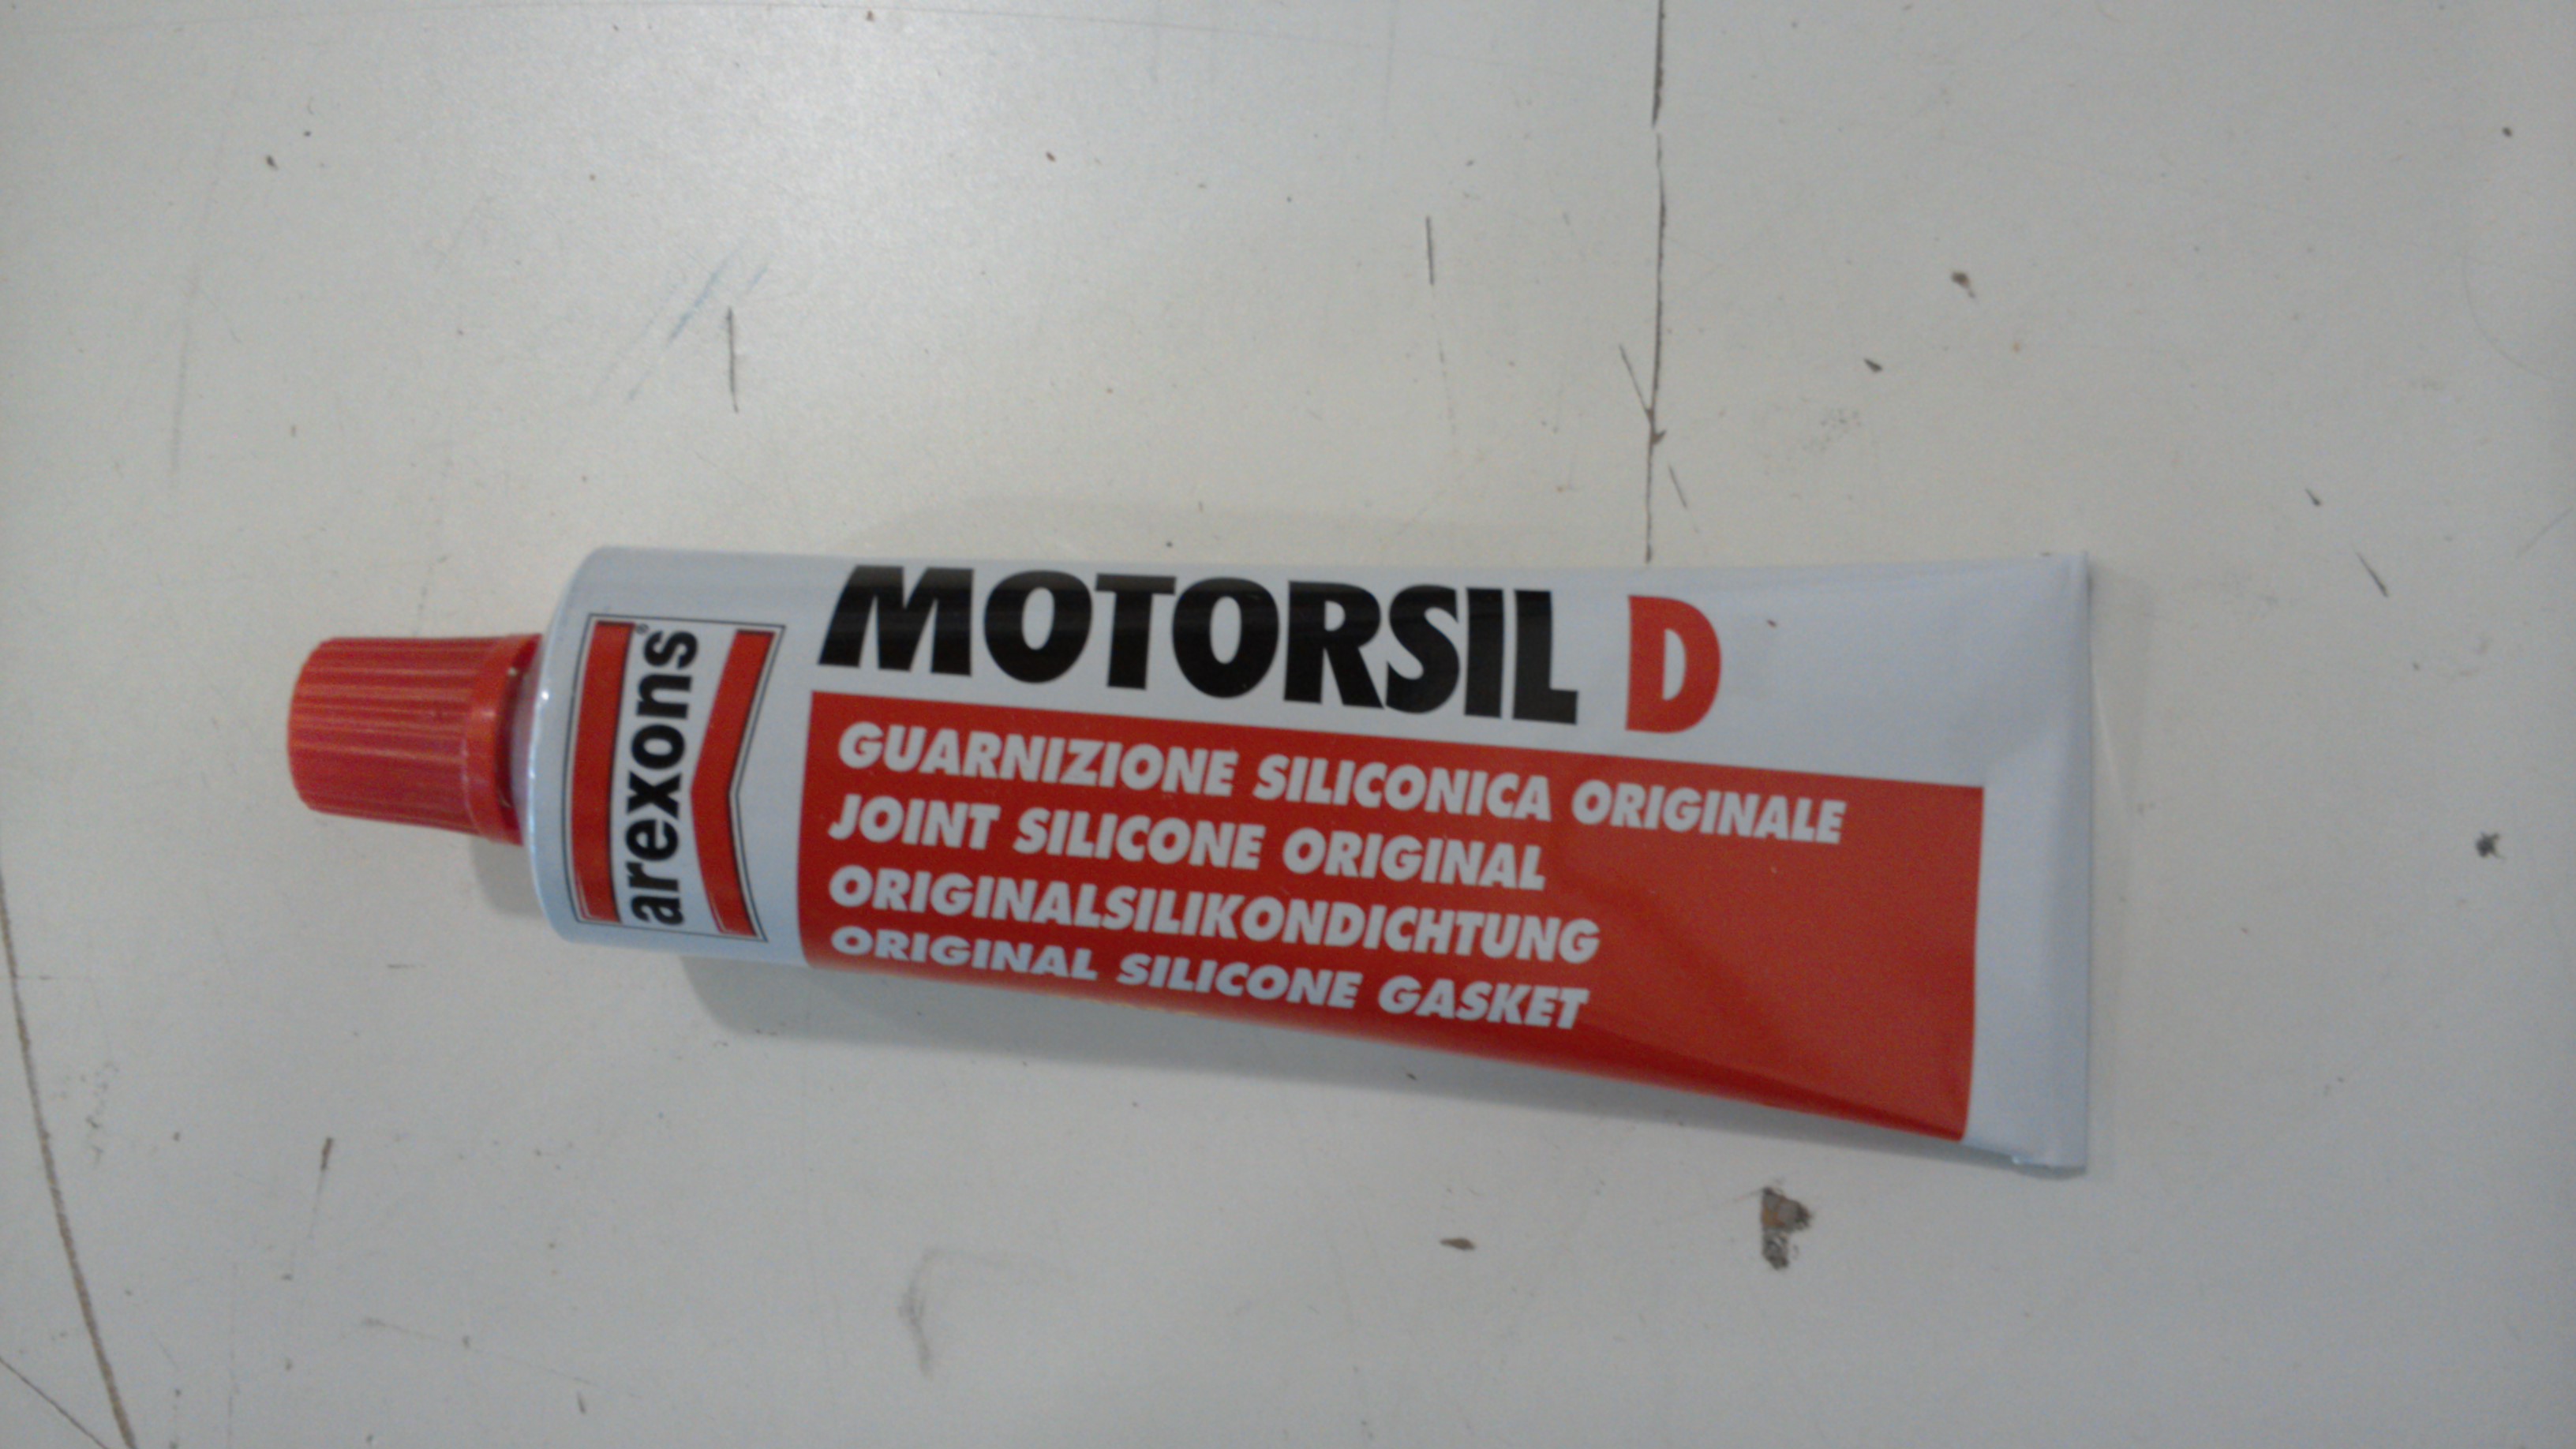 arexons®
MOTORSIL D
GUARNIZIONE SILICONICA ORIGINALE
JOINT SILICONE ORIGINAL
ORIGINALSILIKONDICHTUNG
ORIGINAL SILICONE GASKET